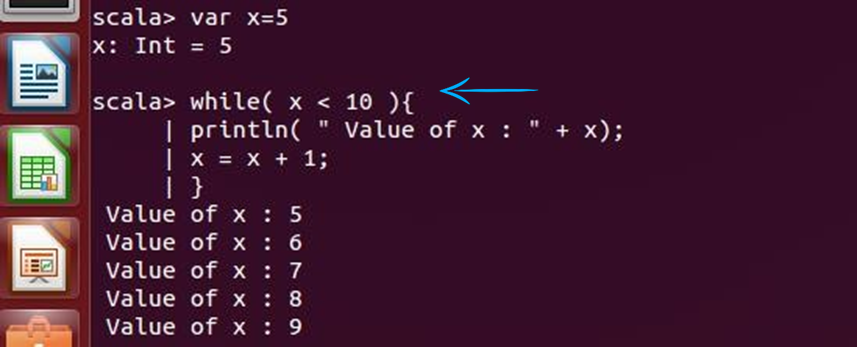 scala> var x=5
x: Int = 5
scala> while( x < 10 ){
| println( " Value of x : " + x);
| x = x + 1;
| }
Value of x : 5
Value of x : 6
Value of x : 7
Value of x : 8
Value of x : 9